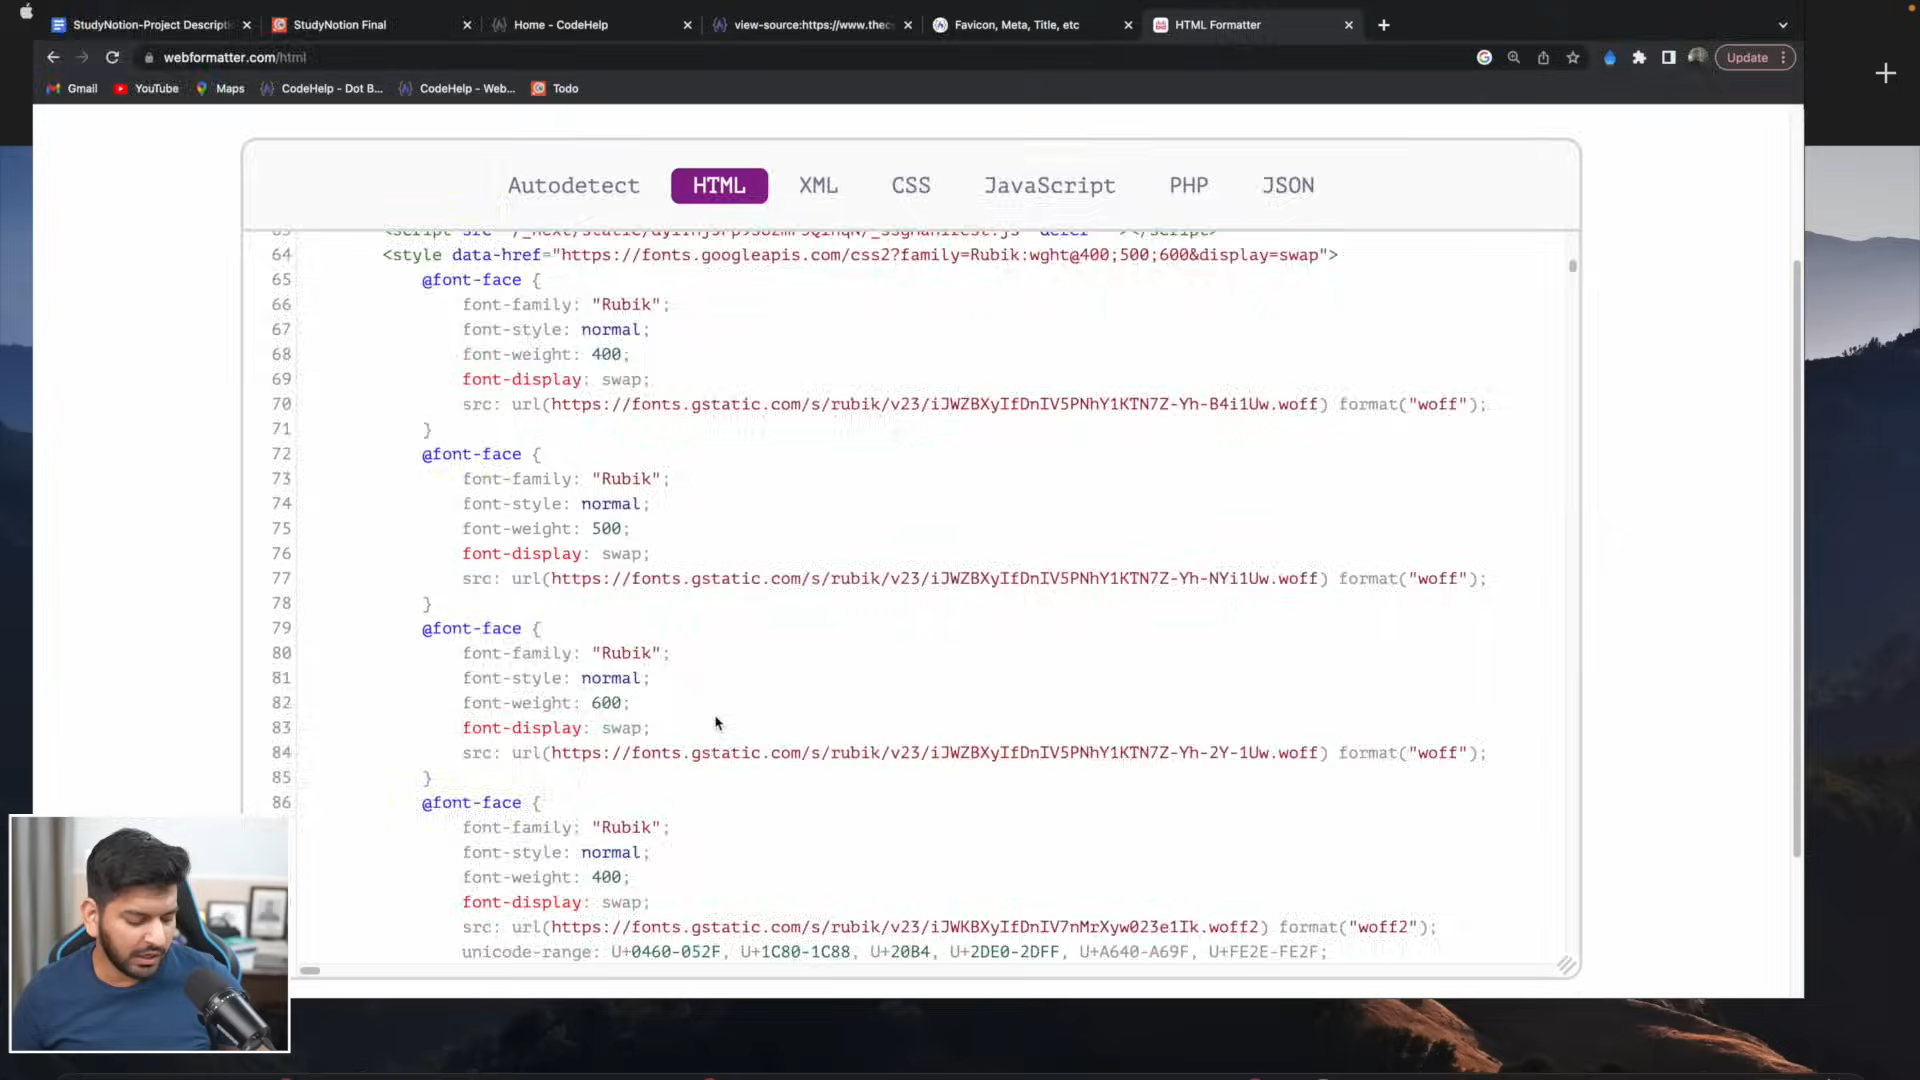 StudyNotion-Project Descripti
StudyNotion Final
Home - CodeHelp
view-source:https://www.thec
Favicon, Meta, Title, etc
HTML Formatter
webformatter.com/html
Update
Gmail
YouTube
Maps
CodeHelp - Dot B...
CodeHelp - Web...
Todo
Autodetect
HTML
XML
CSS
JavaScript
PHP
JSON
64 <style data-href="https://fonts.googleapis.com/css2?family=Rubik:wght@400;500;600&display=swap">
65 @font-face {
66 font-family: "Rubik";
67 font-style: normal;
68 font-weight: 400;
69 font-display: swap;
70 src: url(https://fonts.gstatic.com/s/rubik/v23/iJWZBXyIfDnIV5PNhY1KTN7Z-Yh-B4i1Uw.woff) format("woff");
71 }
72 @font-face {
73 font-family: "Rubik";
74 font-style: normal;
75 font-weight: 500;
76 font-display: swap;
77 src: url(https://fonts.gstatic.com/s/rubik/v23/iJWZBXyIfDnIV5PNhY1KTN7Z-Yh-NYi1Uw.woff) format("woff");
78 }
79 @font-face {
80 font-family: "Rubik";
81 font-style: normal;
82 font-weight: 600;
83 font-display: swap;
84 src: url(https://fonts.gstatic.com/s/rubik/v23/iJWZBXyIfDnIV5PNhY1KTN7Z-Yh-2Y-1Uw.woff) format("woff");
85 }
86 @font-face {
font-family: "Rubik";
font-style: normal;
font-weight: 400;
font-display: swap;
src: url(https://fonts.gstatic.com/s/rubik/v23/iJWKBXyIfDnIV7nMrXyw023e1Ik.woff2) format("woff2");
unicode-range: U+0460-052F, U+1C80-1C88, U+20B4, U+2DE0-2DFF, U+A640-A69F, U+FE2E-FE2F;